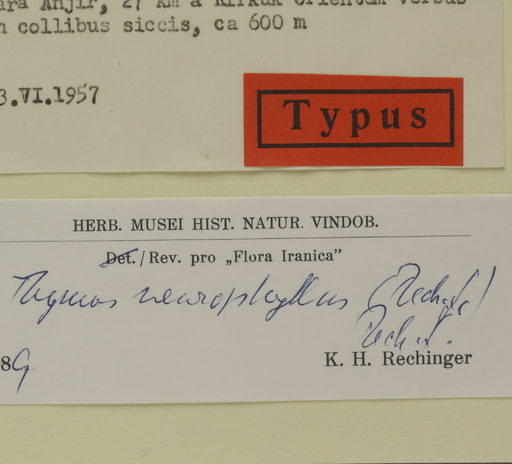 ara Anjir, 27 km a Kirkuk orientem versus
n collibus siccis, ca 600 m
3.VI.1957
Typus
HERB. MUSEI HIST. NATUR. VINDOB.
Det./Rev. pro „Flora Iranica”
Thymus neurophyllus (Rech.f.)
Rech.f.
89
K. H. Rechinger